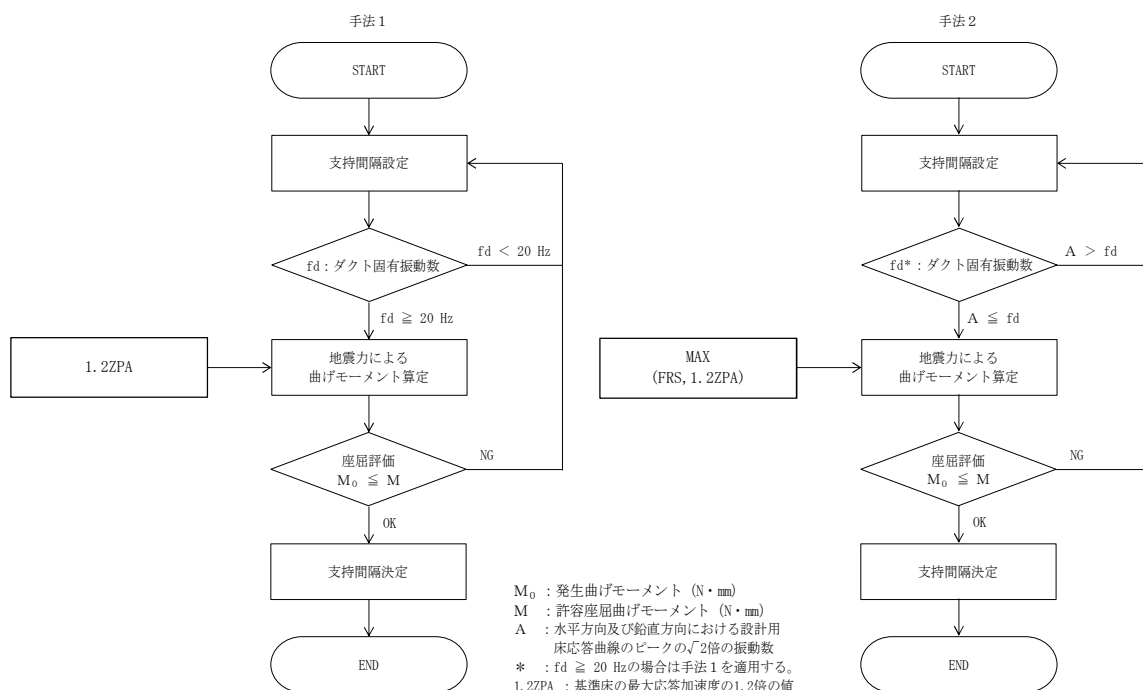 手法1
START
支持間隔設定
fd：ダクト固有振動数
fd < 20 Hz
fd ≧ 20 Hz
1.2ZPA
地震力による
曲げモーメント算定
座屈評価
M₀ ≦ M
NG
OK
支持間隔決定
END
手法2
START
支持間隔設定
fd*：ダクト固有振動数
A > fd
A ≦ fd
MAX
(FRS,1.2ZPA)
地震力による
曲げモーメント算定
座屈評価
M₀ ≦ M
NG
OK
支持間隔決定
END
M₀ ：発生曲げモーメント (N・mm)
M ：許容座屈曲げモーメント (N・mm)
A ：水平方向及び鉛直方向における設計用
床応答曲線のピークの√2倍の振動数
* ：fd ≧ 20 Hzの場合は手法1を適用する。
1.2ZPA ：基準床の最大応答加速度の1.2倍の値